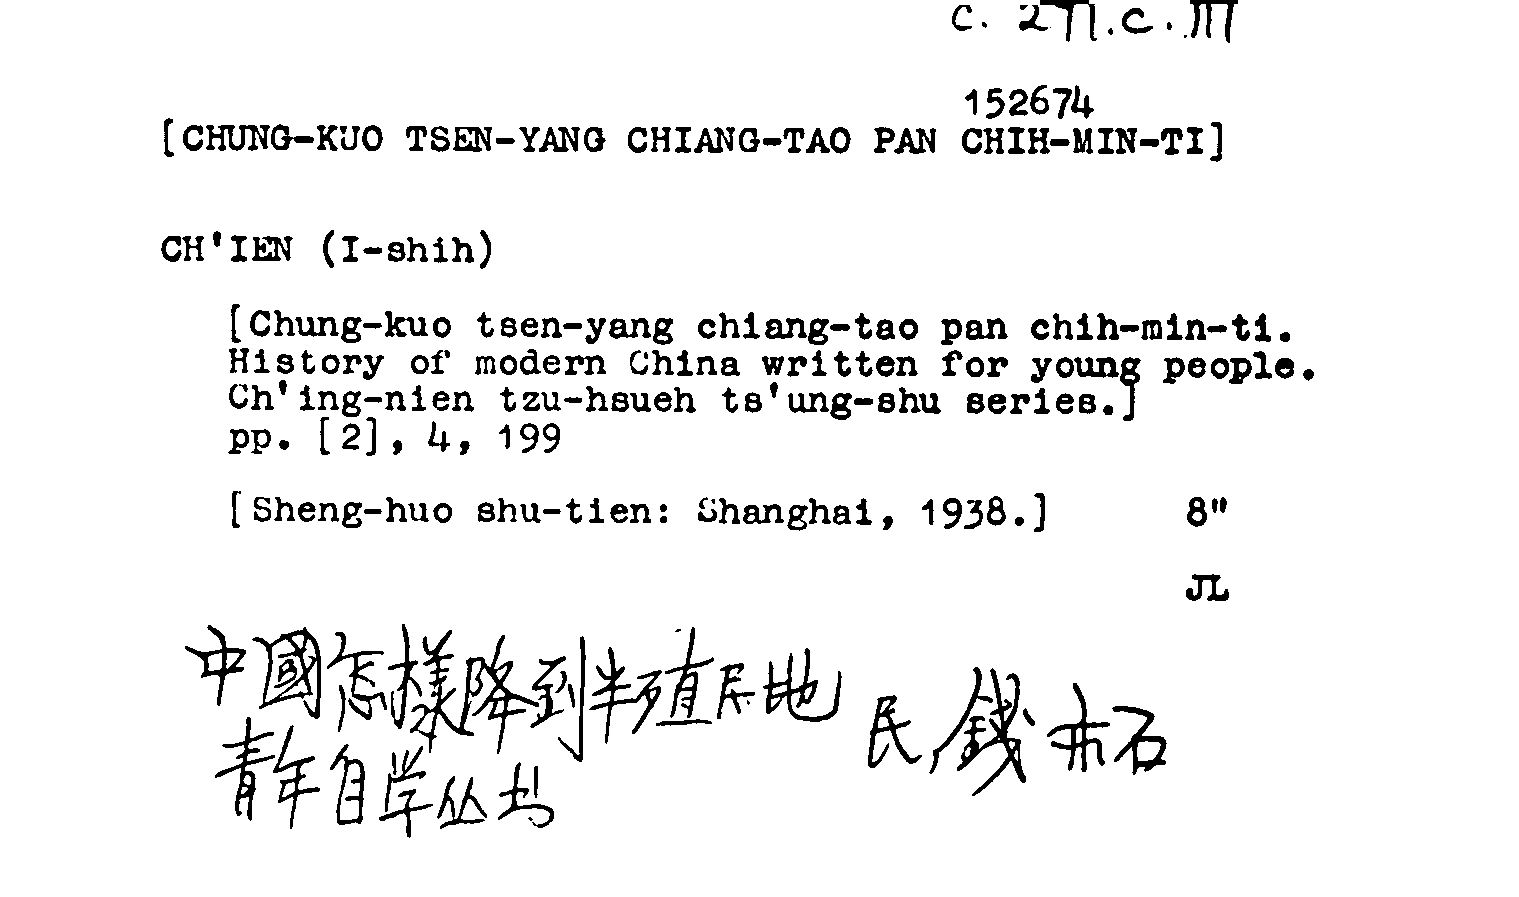 152674
[CHUNG-KUO TSEN-YANG CHIANG-TAO PAN CHIH-MIN-TI]
CH'IEN (I-shih)
[Chung-kuo tsen-yang chiang-tao pan chih-min-ti.
History of modern China written for young people.
Ch'ing-nien tzu-hsueh ts'ung-shu series.]
pp. [2], 4, 199
[Sheng-huo shu-tien: Shanghai, 1938.] 8"
JL
中國怎樣降到半殖民地 民 錢亦石
青年自学丛书